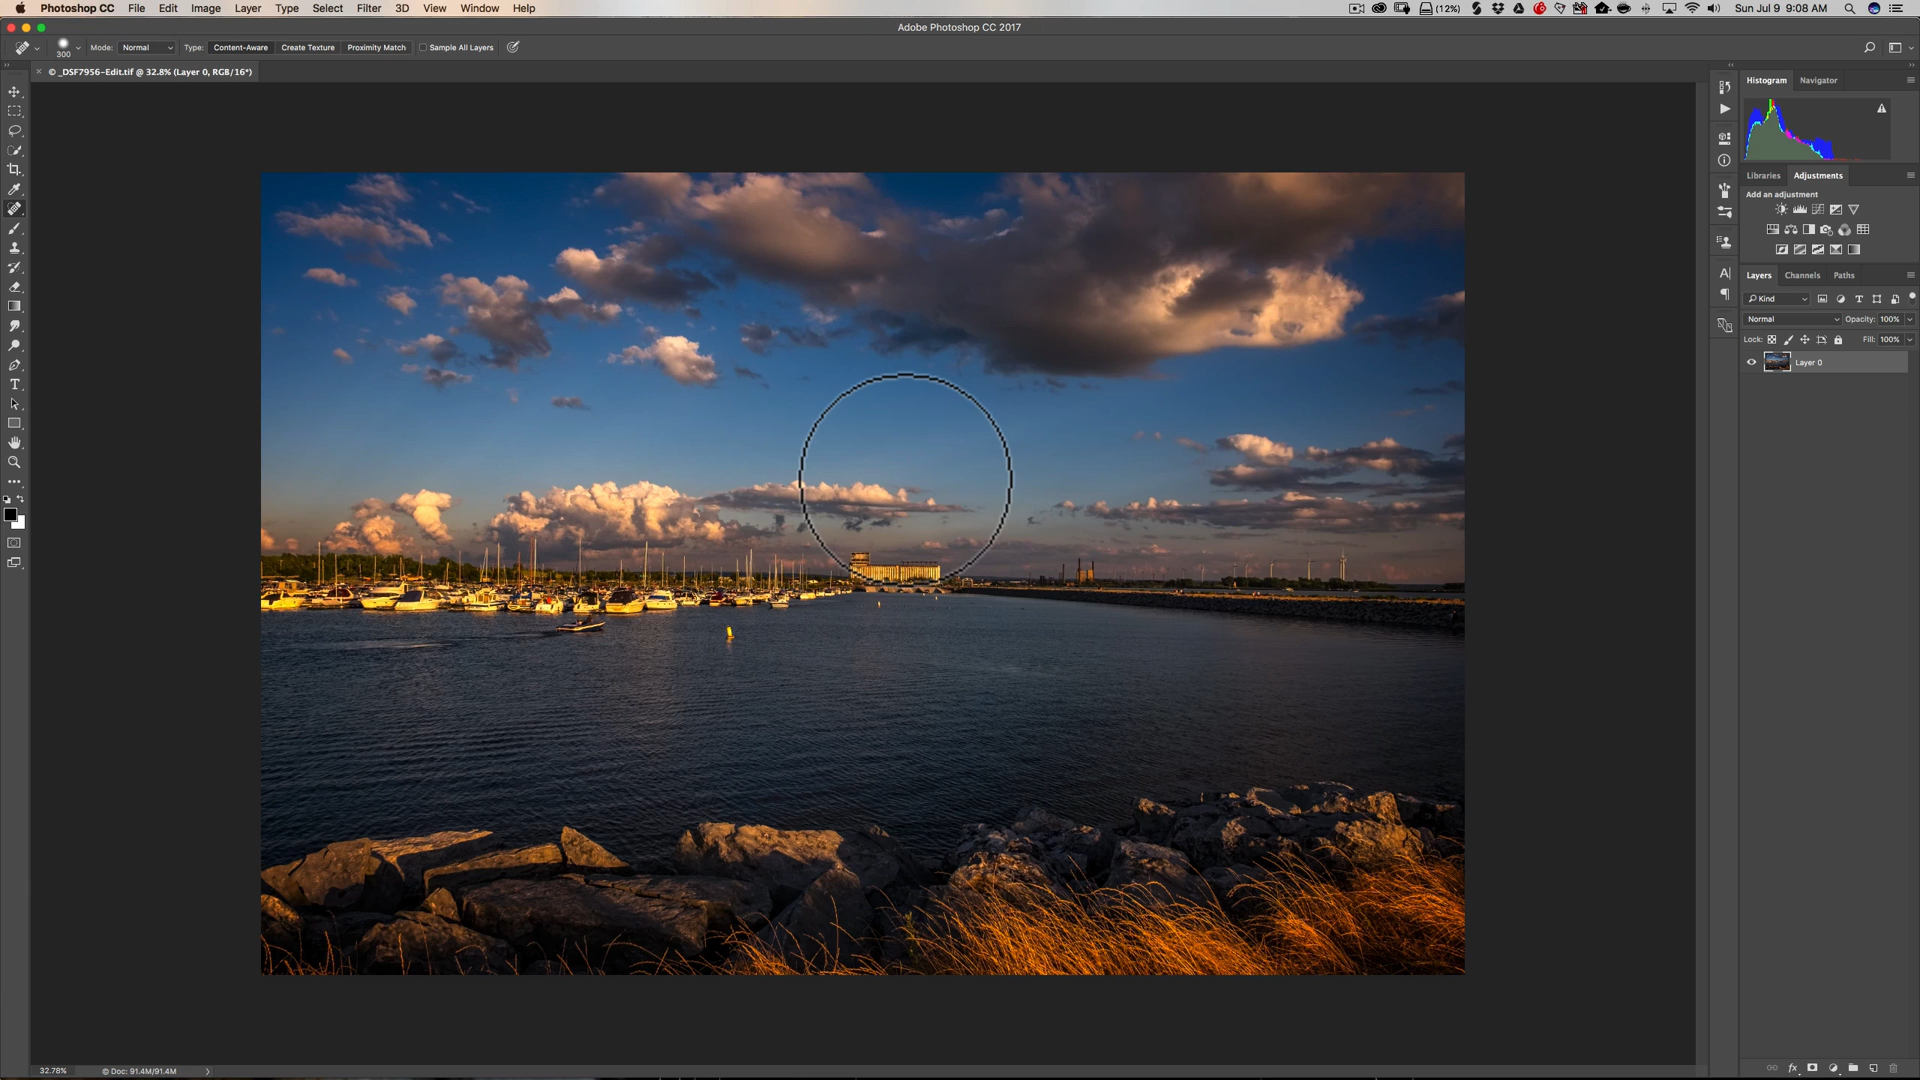 Photoshop CC File Edit Image Layer Type Select Filter 3D View Window Help (12%) Sun Jul 9 9:08 AM
Adobe Photoshop CC 2017
300 Mode: Normal Type: Content-Aware Create Texture Proximity Match Sample All Layers
© _DSF7956-Edit.tif @ 32.8% (Layer 0, RGB/16*)
Histogram Navigator
Libraries Adjustments
Add an adjustment
Layers Channels Paths
Kind
Normal Opacity: 100%
Lock: Fill: 100%
Layer 0
32.78% © Doc: 91.4M/91.4M